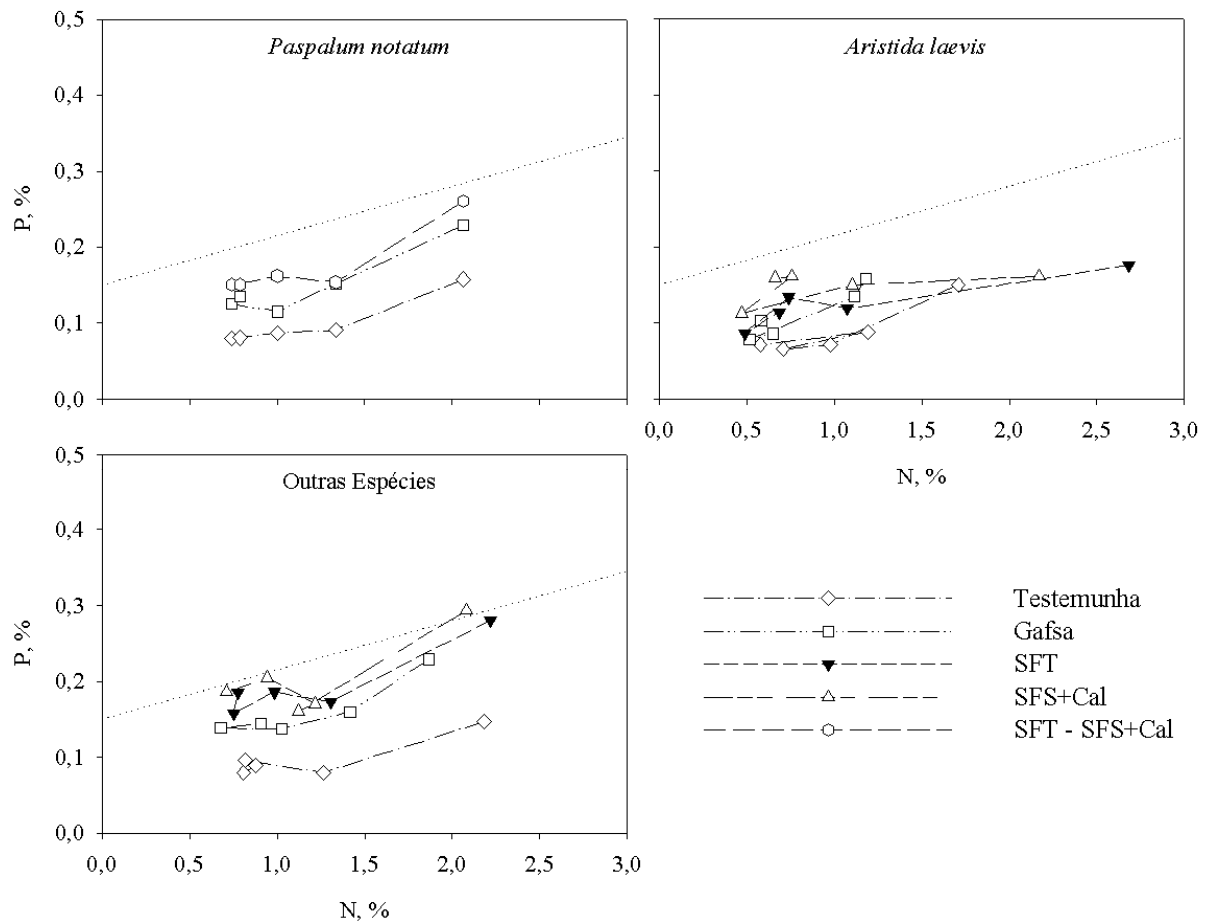 Paspalum notatum
0,5
0,4
0,3
0,2
0,1
0,0
P, %
Aristida laevis
0,0 0,5 1,0 1,5 2,0 2,5 3,0
N, %
Outras Espécies
0,5
0,4
0,3
0,2
0,1
0,0
P, %
0,0 0,5 1,0 1,5 2,0 2,5 3,0
N, %
Testemunha
Gafsa
SFT
SFS+Cal
SFT - SFS+Cal